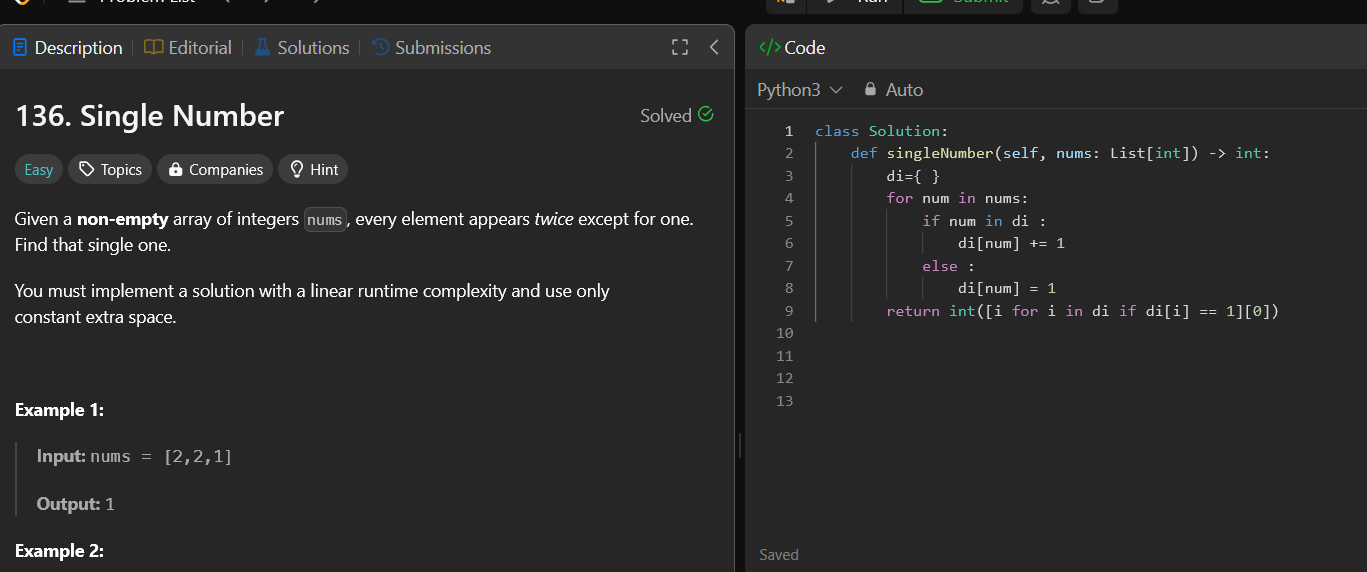 Problem List
Run
Submit
Description
Editorial
Solutions
Submissions
136. Single Number
Solved
Easy
Topics
Companies
Hint
Given a non-empty array of integers nums, every element appears twice except for one.
Find that single one.
You must implement a solution with a linear runtime complexity and use only
constant extra space.
Example 1:
Input: nums = [2,2,1]
Output: 1
Example 2:
</> Code
Python3
Auto
1 class Solution:
2     def singleNumber(self, nums: List[int]) -> int:
3         di={ }
4         for num in nums:
5             if num in di :
6                 di[num] += 1
7             else :
8                 di[num] = 1
9         return int([i for i in di if di[i] == 1][0])
10
11
12
13
Saved